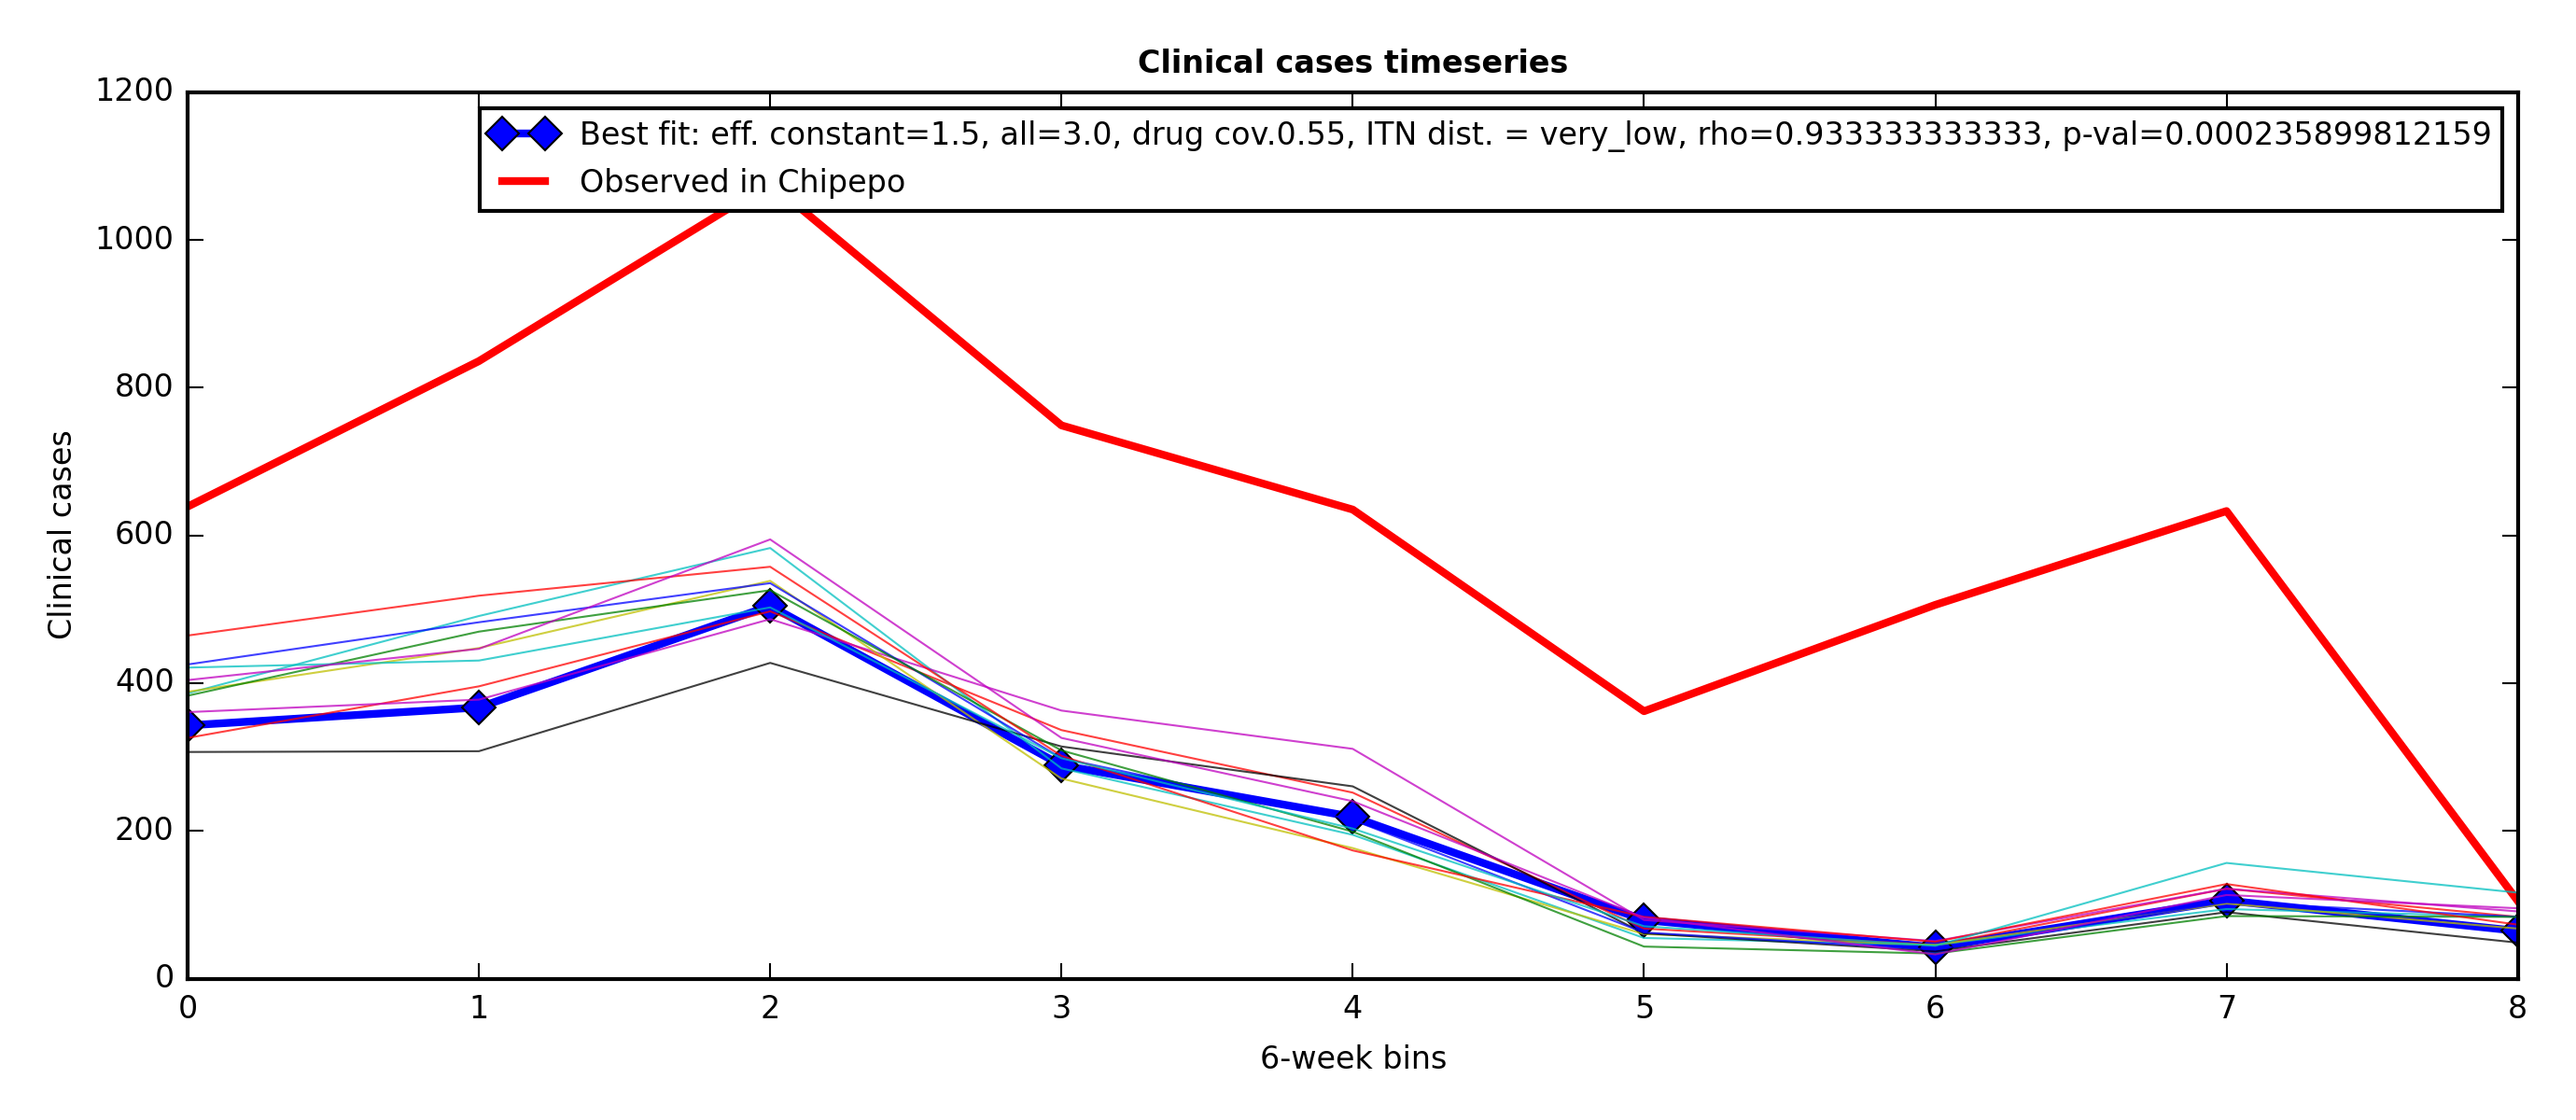 Clinical cases timeseries
1200
1000
800
600
400
200
0
Clinical cases
Best fit: eff. constant=1.5, all=3.0, drug cov.0.55, ITN dist. = very_low, rho=0.933333333333, p-val=0.000235899812159
Observed in Chipepo
0 1 2 3 4 5 6 7 8
6-week bins